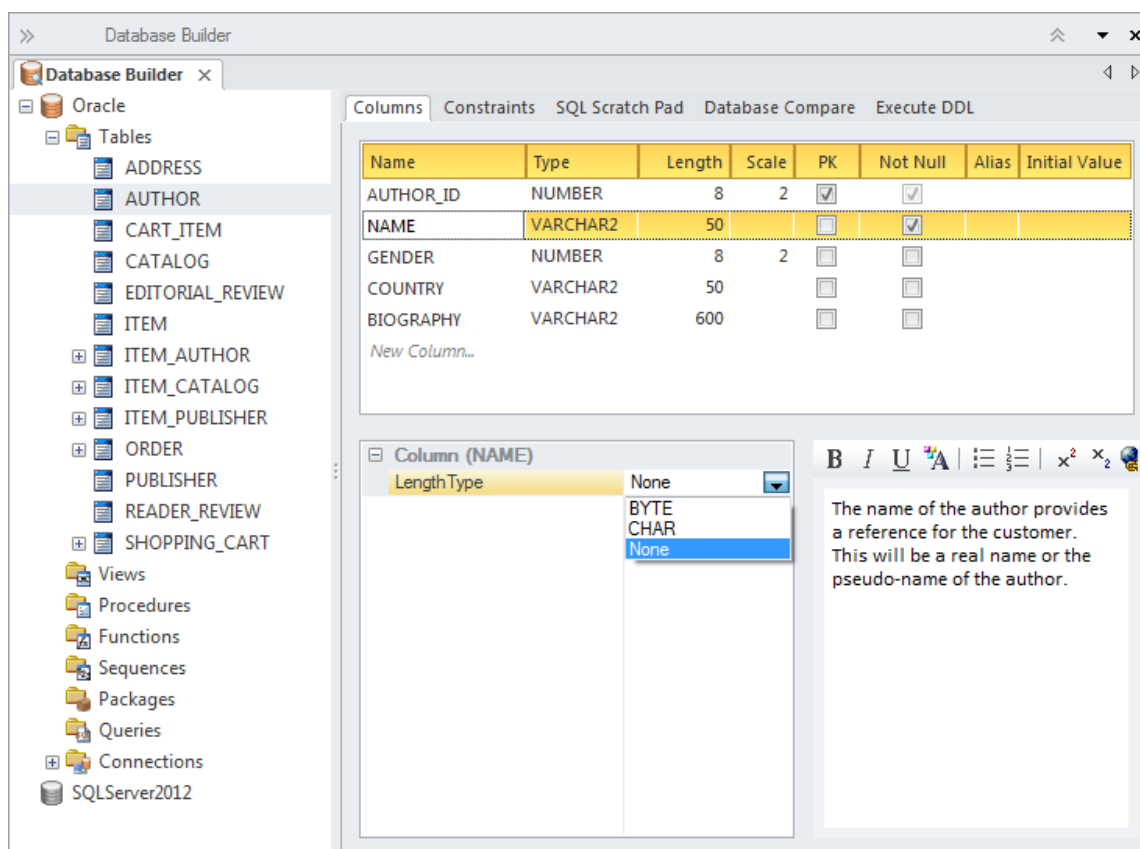 Database Builder
Database Builder
Oracle
Tables
ADDRESS
AUTHOR
CART_ITEM
CATALOG
EDITORIAL_REVIEW
ITEM
ITEM_AUTHOR
ITEM_CATALOG
ITEM_PUBLISHER
ORDER
PUBLISHER
READER_REVIEW
SHOPPING_CART
Views
Procedures
Functions
Sequences
Packages
Queries
Connections
SQLServer2012
Columns Constraints SQL Scratch Pad Database Compare Execute DDL
Name Type Length Scale PK Not Null Alias Initial Value
AUTHOR_ID NUMBER 8 2
NAME VARCHAR2 50
GENDER NUMBER 8 2
COUNTRY VARCHAR2 50
BIOGRAPHY VARCHAR2 600
New Column...
Column (NAME)
LengthType None
BYTE
CHAR
None
B I U A x² x₂
The name of the author provides
a reference for the customer.
This will be a real name or the
pseudo-name of the author.